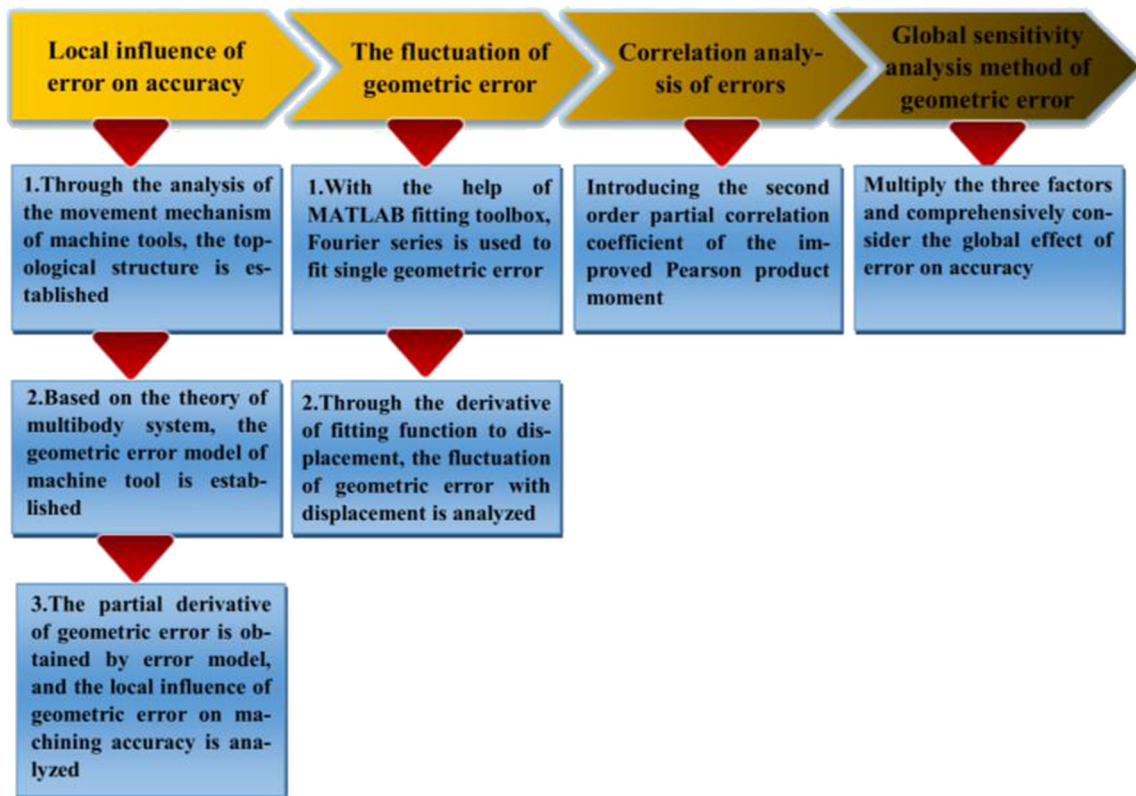 Local influence of
error on accuracy
The fluctuation of
geometric error
Correlation analy-
sis of errors
Global sensitivity
analysis method of
geometric error
1.Through the analysis of
the movement mechanism
of machine tools, the top-
ological structure is es-
tablished
2.Based on the theory of
multibody system, the
geometric error model of
machine tool is estab-
lished
3.The partial derivative
of geometric error is ob-
tained by error model,
and the local influence of
geometric error on ma-
chining accuracy is ana-
lyzed
1.With the help of
MATLAB fitting toolbox,
Fourier series is used to
fit single geometric error
2.Through the derivative
of fitting function to dis-
placement, the fluctuation
of geometric error with
displacement is analyzed
Introducing the second
order partial correlation
coefficient of the im-
proved Pearson product
moment
Multiply the three factors
and comprehensively con-
sider the global effect of
error on accuracy